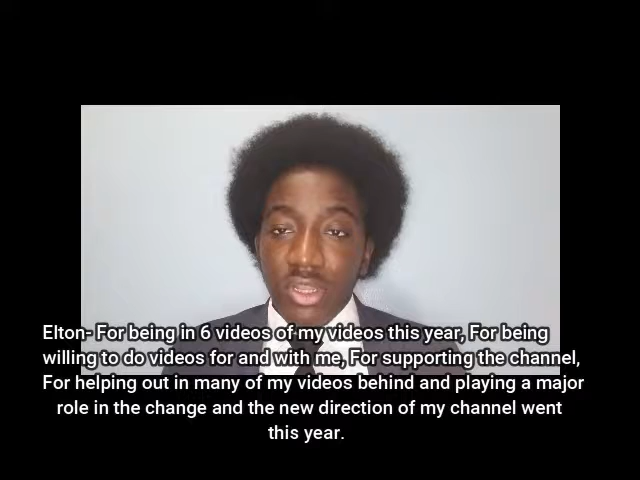 Elton- For being in 6 videos of my videos this year, For being
willing to do videos for and with me, For supporting the channel,
For helping out in many of my videos behind and playing a major
role in the change and the new direction of my channel went
this year.